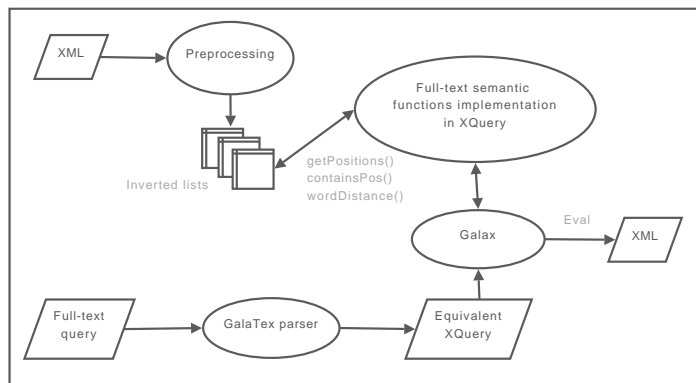 XML
Preprocessing
Full-text semantic
functions implementation
in XQuery
Inverted lists
getPositions()
containsPos()
wordDistance()
Galax
Eval
XML
Full-text
query
GalaTex parser
Equivalent
XQuery